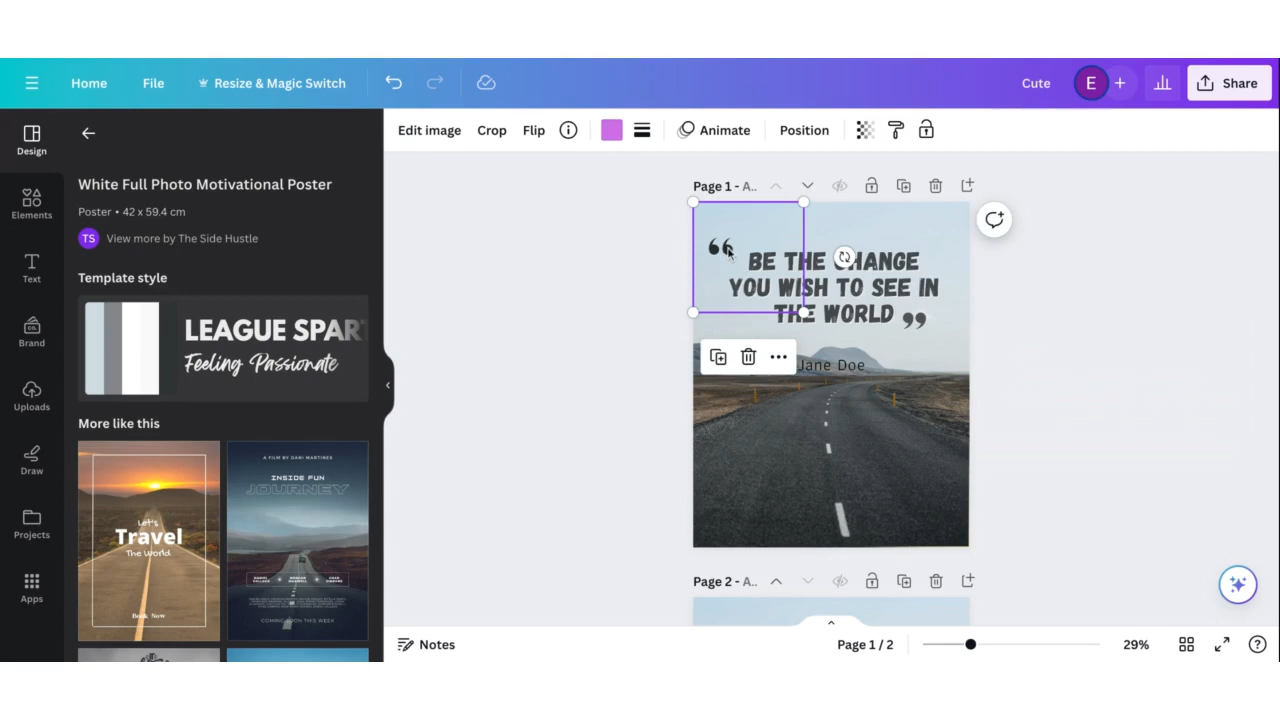 Home File Resize & Magic Switch Cute E + Share
Design
Elements
Text
Brand
Uploads
Draw
Projects
Apps
White Full Photo Motivational Poster
Poster • 42 x 59.4 cm
TS View more by The Side Hustle
Template style
LEAGUE SPAR
Feeling Passionate
More like this
Let's
Travel
The World
Book Now
A FILM BY DANI MARTINES
INSIDE FUN
JOURNEY
COMING SOON THIS WEEK
Edit image Crop Flip Animate Position
Page 1 - A..
“ BE THE CHANGE
YOU WISH TO SEE IN
THE WORLD ”
Jane Doe
Page 2 - A..
Notes Page 1 / 2 29%